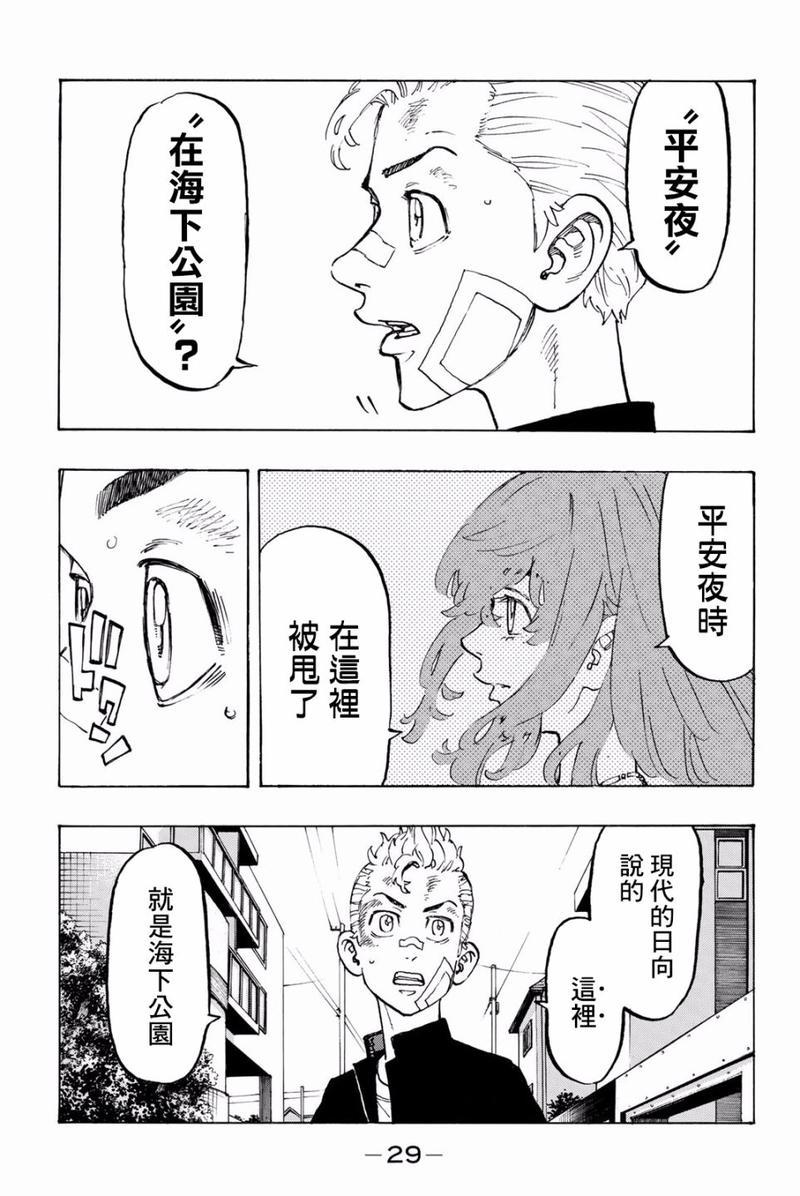 〝平安夜〞
〝在海下公園〞？
平安夜時
在這裡
被甩了
ドクン
現代的日向
說的
這裡
就是海下公園
—29—